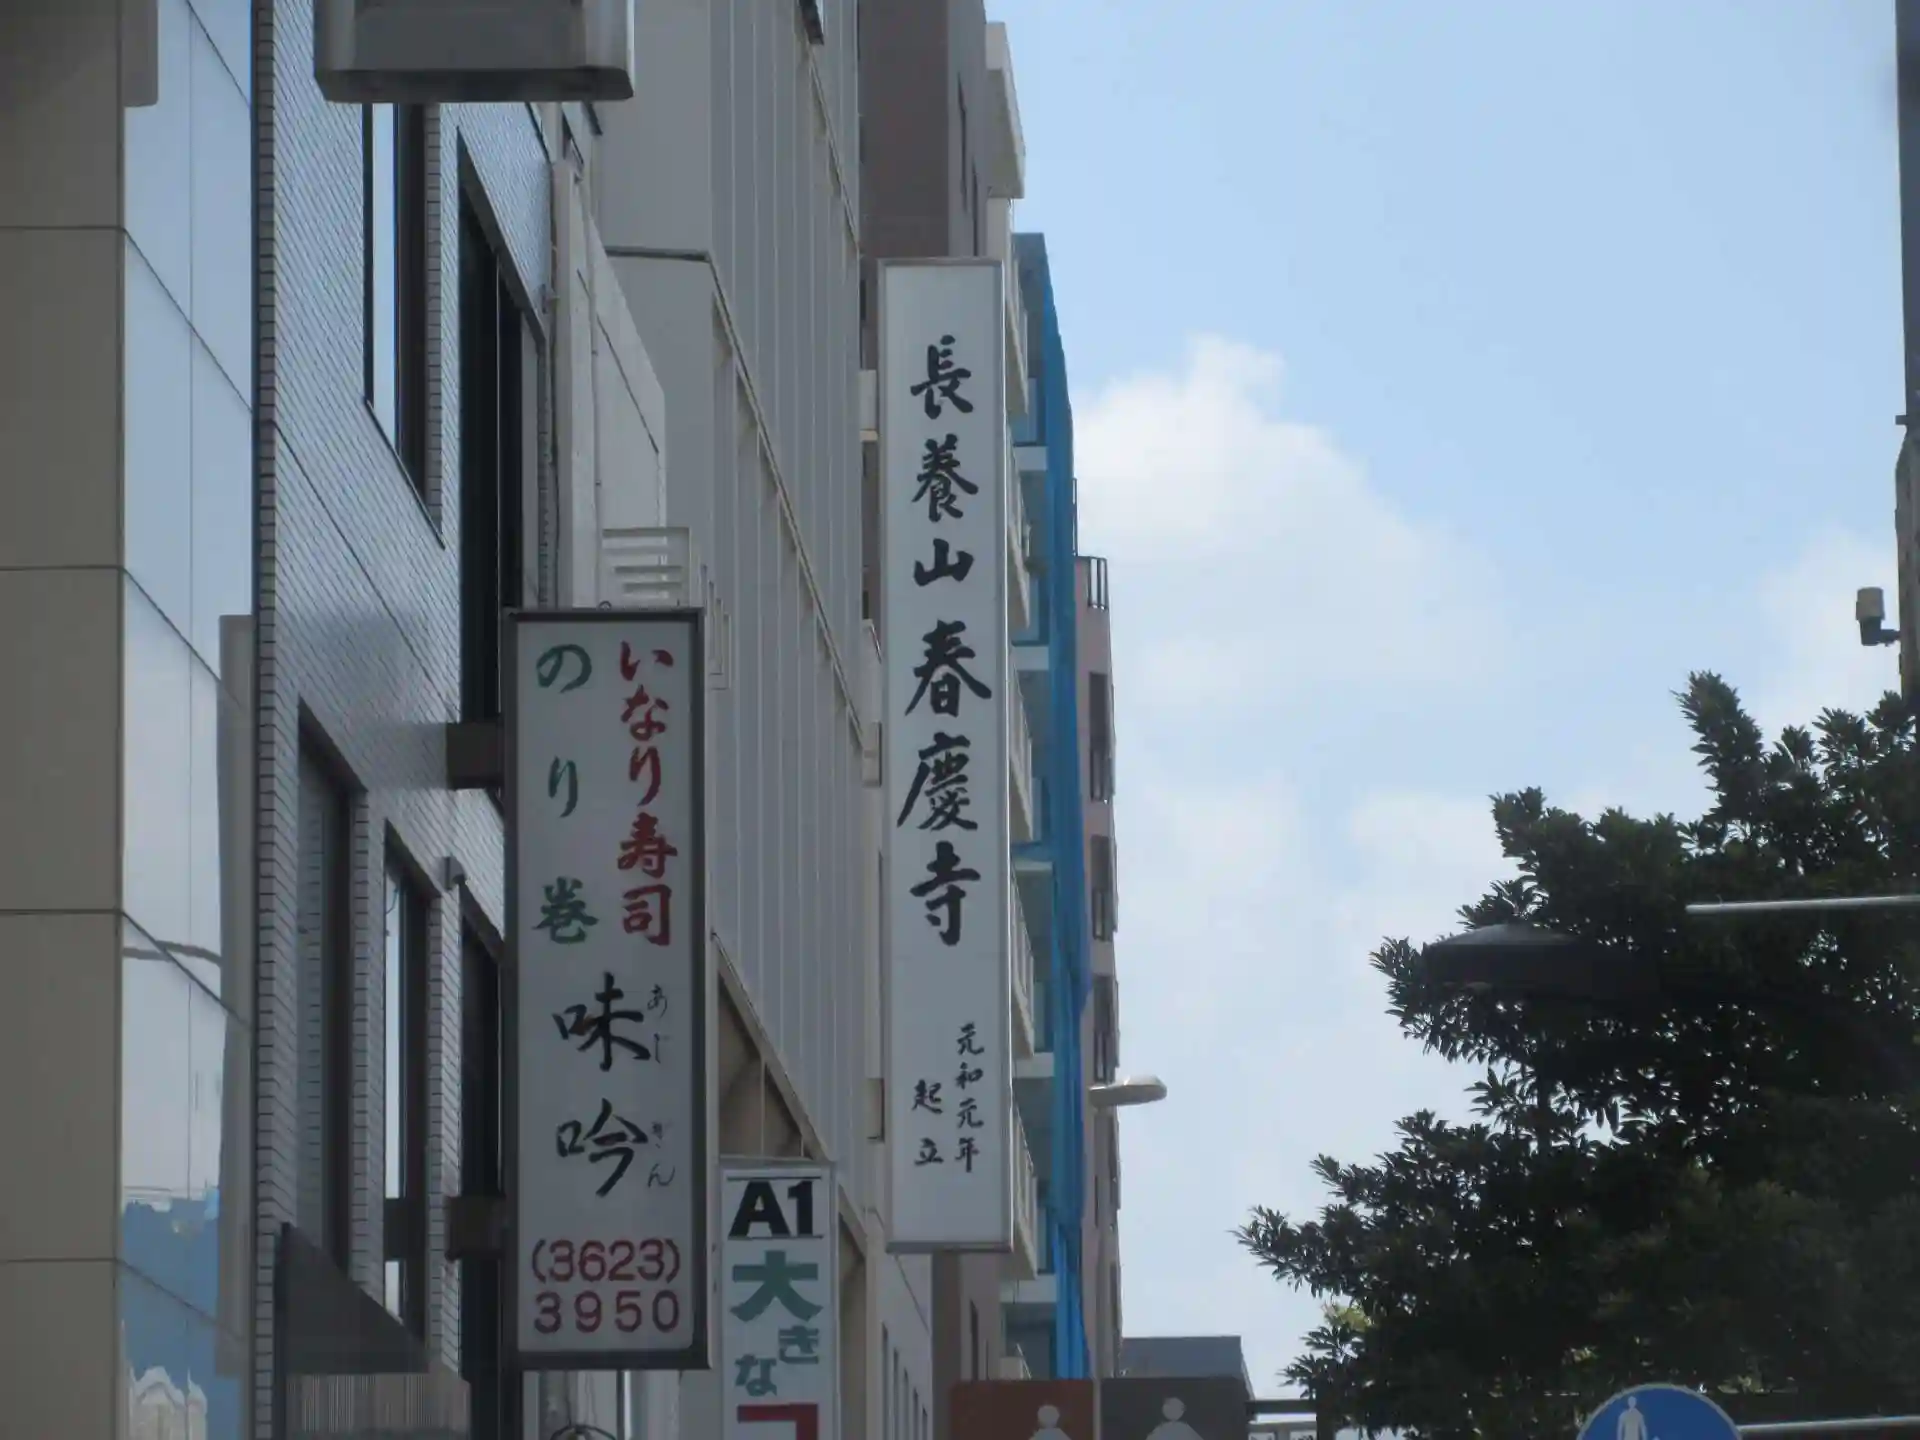 いなり寿司
のり巻
味吟
あじ
ぎん
(3623)
3950
A1
大きな
長養山春慶寺
元和元年
起立